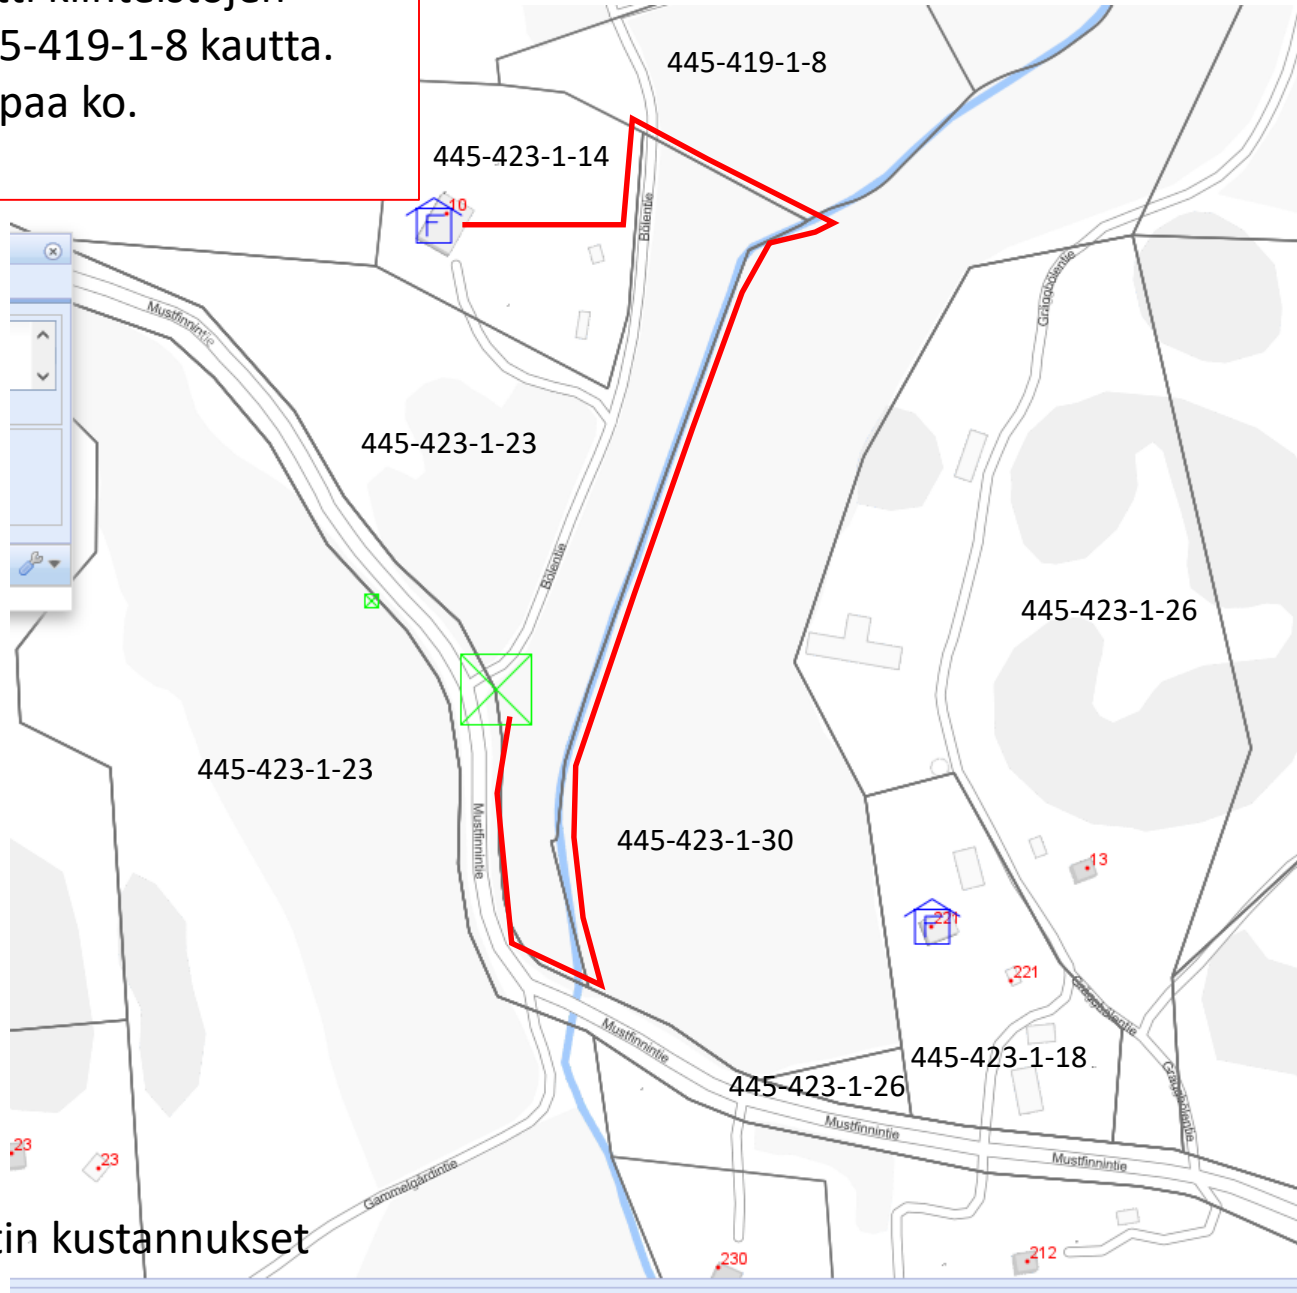 5-419-1-8 kautta.
paa ko.
445-419-1-8
445-423-1-14
10
F
Bölentie
Mustfinnintie
Gräggbölentie
445-423-1-23
Bölentie
445-423-1-26
445-423-1-23
Mustfinnintie
445-423-1-30
13
221
F
221
Gräggbölentie
Mustfinnintie
445-423-1-18
445-423-1-26
Gräggbölentie
Mustfinnintie
Mustfinnintie
23
23
Gammelgårdintie
tin kustannukset
230
212